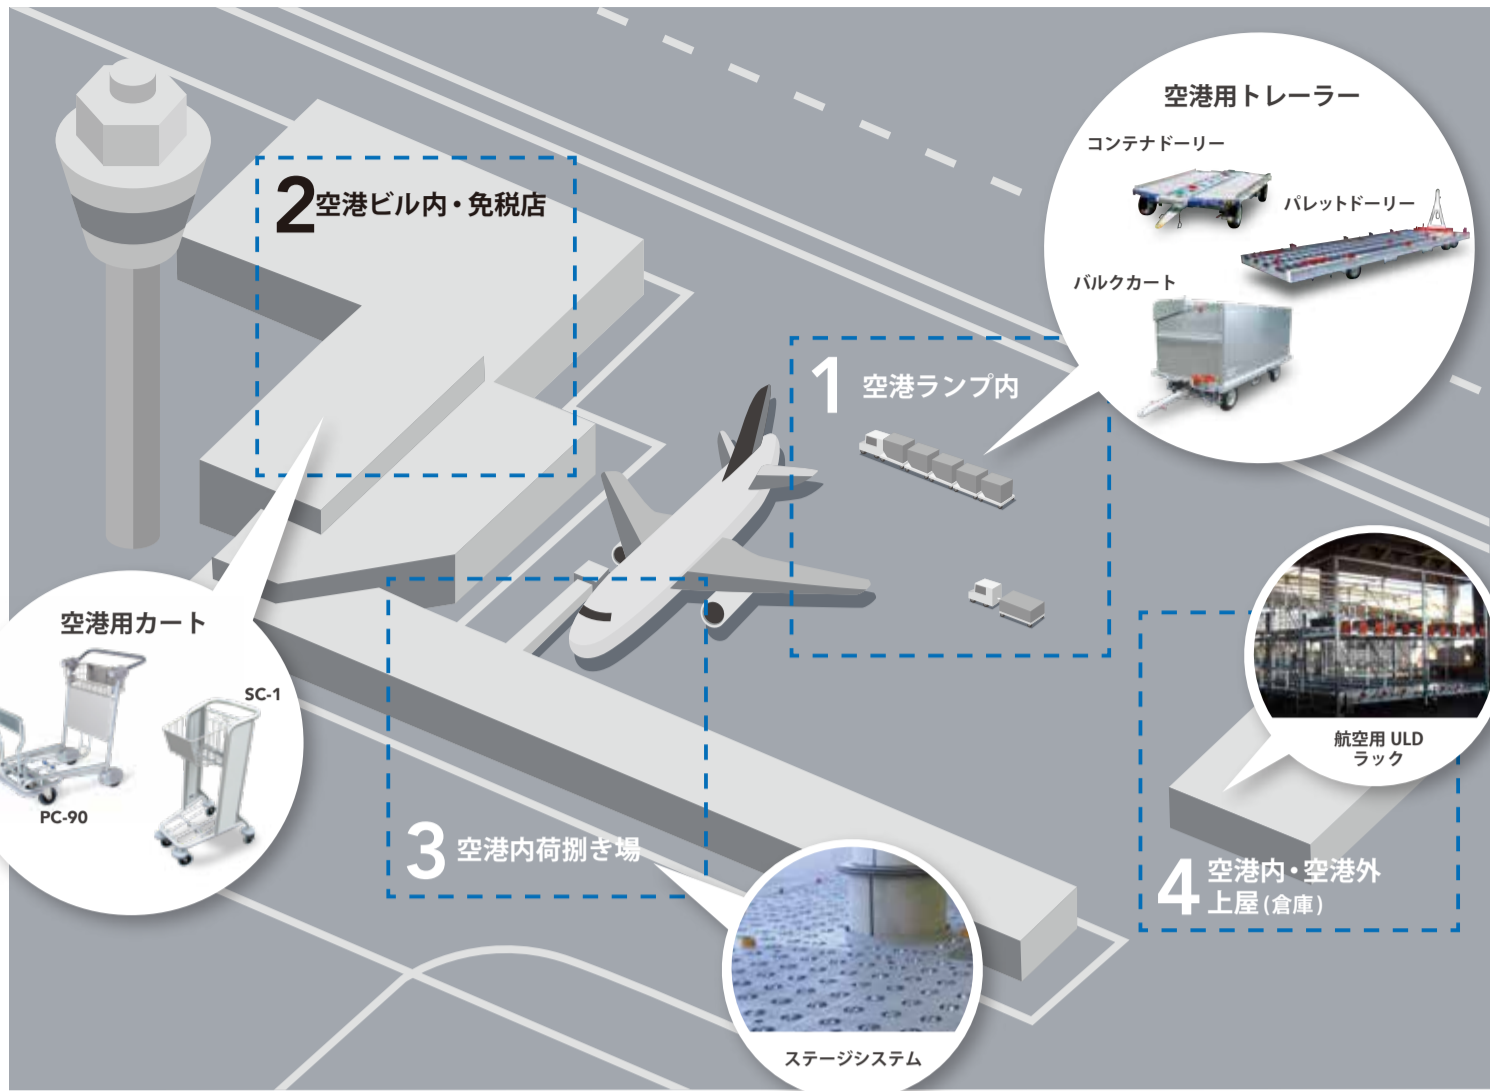 空港用トレーラー
コンテナドーリー
パレットドーリー
バルクカート
2 空港ビル内・免税店
1 空港ランプ内
空港用カート
SC-1
PC-90
航空用 ULD
ラック
3 空港内荷捌き場
4 空港内・空港外
上屋(倉庫)
ステージシステム